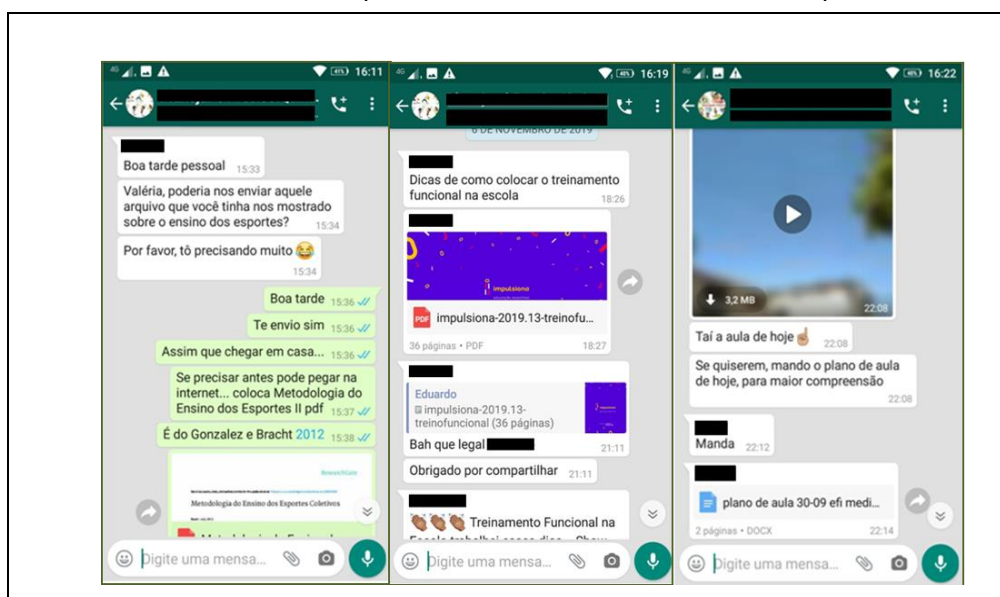 4G 48% 16:11
Boa tarde pessoal 15:33
Valéria, poderia nos enviar aquele
arquivo que você tinha nos mostrado
sobre o ensino dos esportes? 15:34
Por favor, tô precisando muito 😂
15:34
Boa tarde 15:36
Te envio sim 15:36
Assim que chegar em casa... 15:36
Se precisar antes pode pegar na
internet... coloca Metodologia do
Ensino dos Esportes II pdf 15:37
É do Gonzalez e Bracht 2012 15:38
Metodologia do Ensino dos Esportes Coletivos
Digite uma mensa...
4G 48% 16:19
6 DE NOVEMBRO DE 2019
Dicas de como colocar o treinamento
funcional na escola 18:26
impulsiona
PDF impulsiona-2019.13-treinofu...
36 páginas • PDF 18:27
Eduardo
impulsiona-2019.13-
treinofuncional (36 páginas)
Bah que legal 21:11
Obrigado por compartilhar 21:11
👏🏽👏🏽👏🏽 Treinamento Funcional na
Digite uma mensa...
4G 48% 16:22
3,2 MB 22:08
Taí a aula de hoje ☝🏽 22:08
Se quiserem, mando o plano de aula
de hoje, para maior compreensão
22:08
Manda 22:12
plano de aula 30-09 efi medi...
2 páginas • DOCX 22:14
Digite uma mensa...